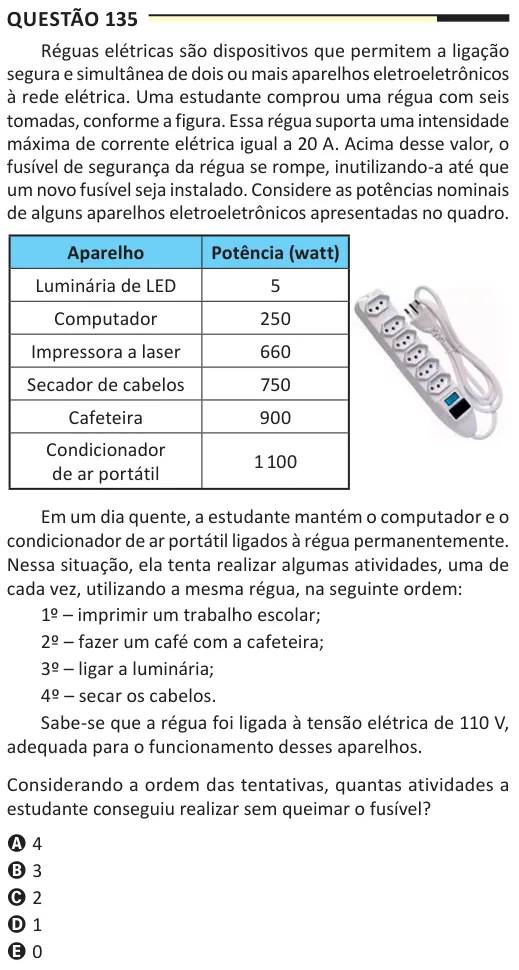 QUESTÃO 135
Réguas elétricas são dispositivos que permitem a ligação
segura e simultânea de dois ou mais aparelhos eletroeletrônicos
à rede elétrica. Uma estudante comprou uma régua com seis
tomadas, conforme a figura. Essa régua suporta uma intensidade
máxima de corrente elétrica igual a 20 A. Acima desse valor, o
fusível de segurança da régua se rompe, inutilizando-a até que
um novo fusível seja instalado. Considere as potências nominais
de alguns aparelhos eletroeletrônicos apresentadas no quadro.
Aparelho Potência (watt)
Luminária de LED 5
Computador 250
Impressora a laser 660
Secador de cabelos 750
Cafeteira 900
Condicionador
de ar portátil 1 100
Em um dia quente, a estudante mantém o computador e o
condicionador de ar portátil ligados à régua permanentemente.
Nessa situação, ela tenta realizar algumas atividades, uma de
cada vez, utilizando a mesma régua, na seguinte ordem:
1º – imprimir um trabalho escolar;
2º – fazer um café com a cafeteira;
3º – ligar a luminária;
4º – secar os cabelos.
Sabe-se que a régua foi ligada à tensão elétrica de 110 V,
adequada para o funcionamento desses aparelhos.
Considerando a ordem das tentativas, quantas atividades a
estudante conseguiu realizar sem queimar o fusível?
A 4
B 3
C 2
D 1
E 0